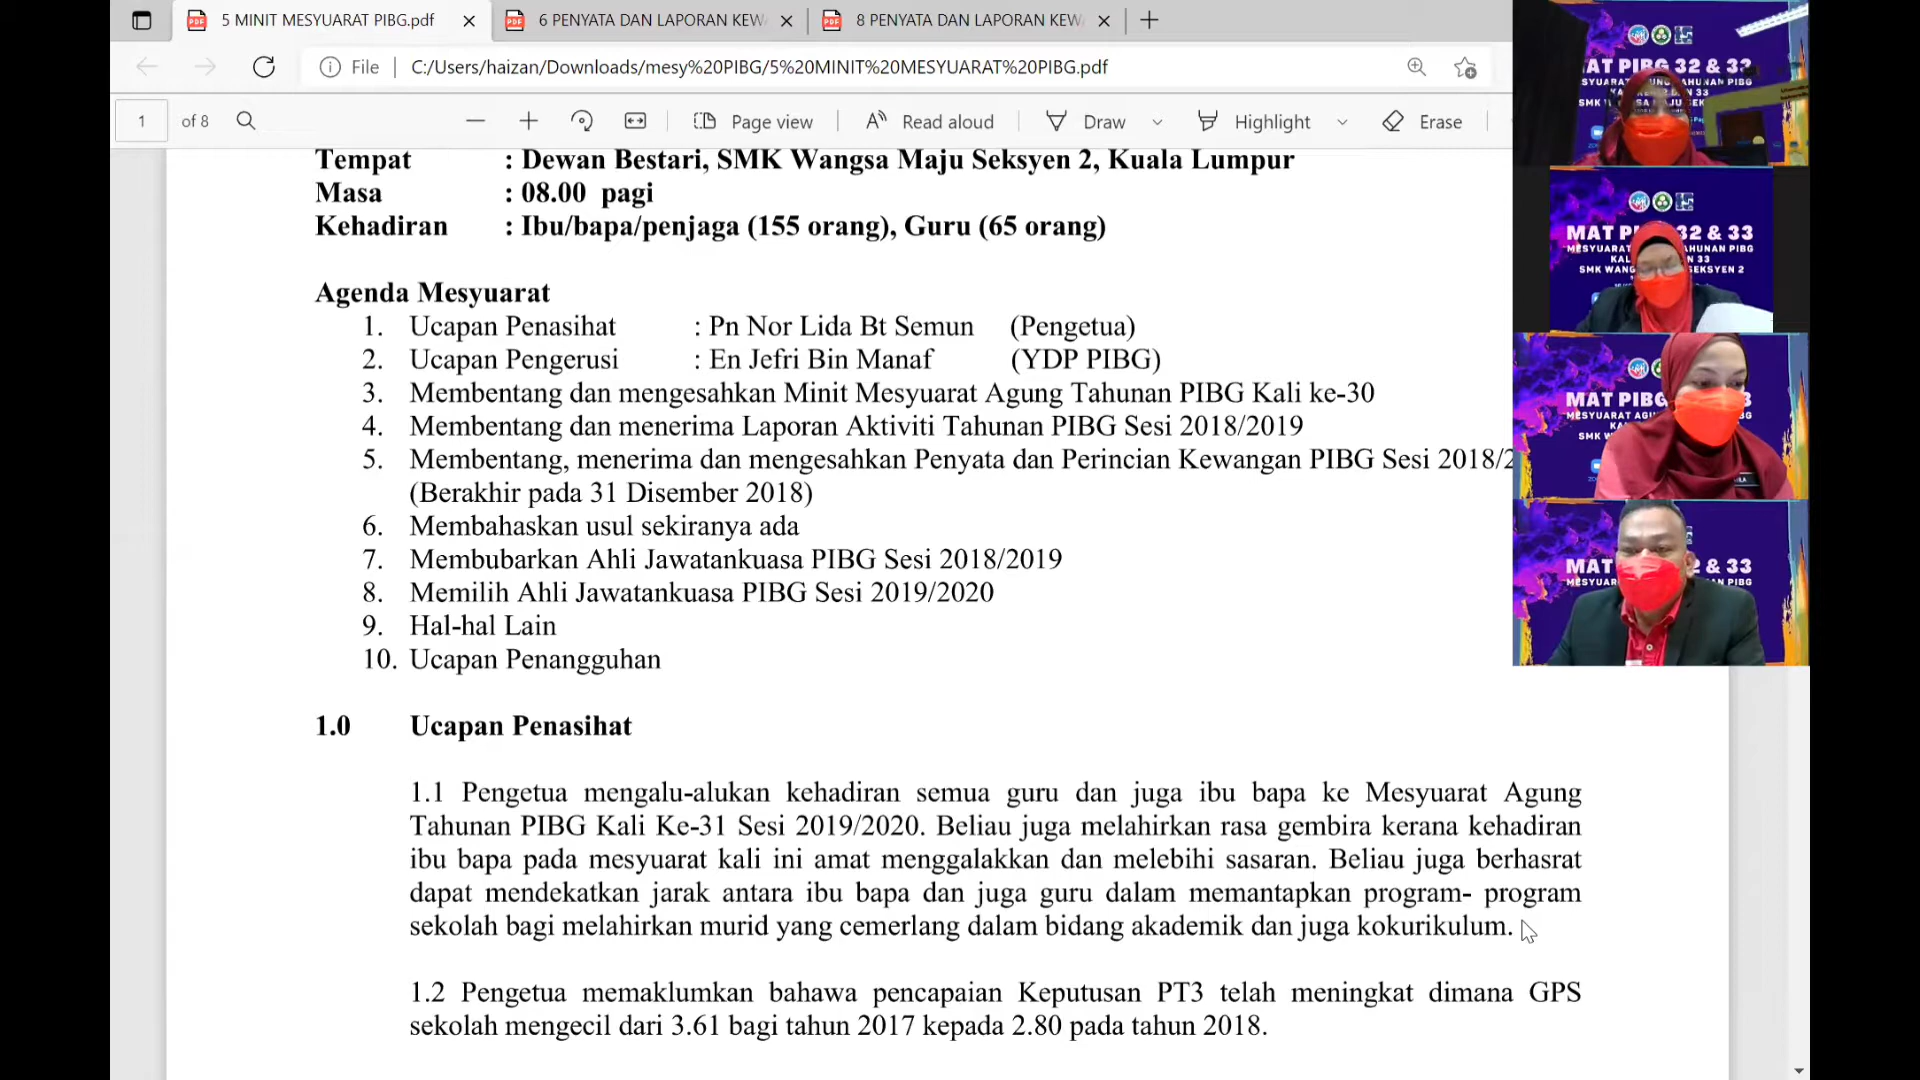 5 MINIT MESYUARAT PIBG.pdf
6 PENYATA DAN LAPORAN KEW
8 PENYATA DAN LAPORAN KEW
File
C:/Users/haizan/Downloads/mesy%20PIBG/5%20MINIT%20MESYUARAT%20PIBG.pdf
1 of 8
Page view
Read aloud
Draw
Highlight
Erase
Tempat : Dewan Bestari, SMK Wangsa Maju Seksyen 2, Kuala Lumpur
Masa : 08.00 pagi
Kehadiran : Ibu/bapa/penjaga (155 orang), Guru (65 orang)
Agenda Mesyuarat
1. Ucapan Penasihat : Pn Nor Lida Bt Semun (Pengetua)
2. Ucapan Pengerusi : En Jefri Bin Manaf (YDP PIBG)
3. Membentang dan mengesahkan Minit Mesyuarat Agung Tahunan PIBG Kali ke-30
4. Membentang dan menerima Laporan Aktiviti Tahunan PIBG Sesi 2018/2019
5. Membentang, menerima dan mengesahkan Penyata dan Perincian Kewangan PIBG Sesi 2018/2
(Berakhir pada 31 Disember 2018)
6. Membahaskan usul sekiranya ada
7. Membubarkan Ahli Jawatankuasa PIBG Sesi 2018/2019
8. Memilih Ahli Jawatankuasa PIBG Sesi 2019/2020
9. Hal-hal Lain
10. Ucapan Penangguhan
1.0 Ucapan Penasihat
1.1 Pengetua mengalu-alukan kehadiran semua guru dan juga ibu bapa ke Mesyuarat Agung
Tahunan PIBG Kali Ke-31 Sesi 2019/2020. Beliau juga melahirkan rasa gembira kerana kehadiran
ibu bapa pada mesyuarat kali ini amat menggalakkan dan melebihi sasaran. Beliau juga berhasrat
dapat mendekatkan jarak antara ibu bapa dan juga guru dalam memantapkan program- program
sekolah bagi melahirkan murid yang cemerlang dalam bidang akademik dan juga kokurikulum.
1.2 Pengetua memaklumkan bahawa pencapaian Keputusan PT3 telah meningkat dimana GPS
sekolah mengecil dari 3.61 bagi tahun 2017 kepada 2.80 pada tahun 2018.
AT PIBG 32 & 33
MAT P 32 & 33
MAT PIBG
MAT 2 & 33